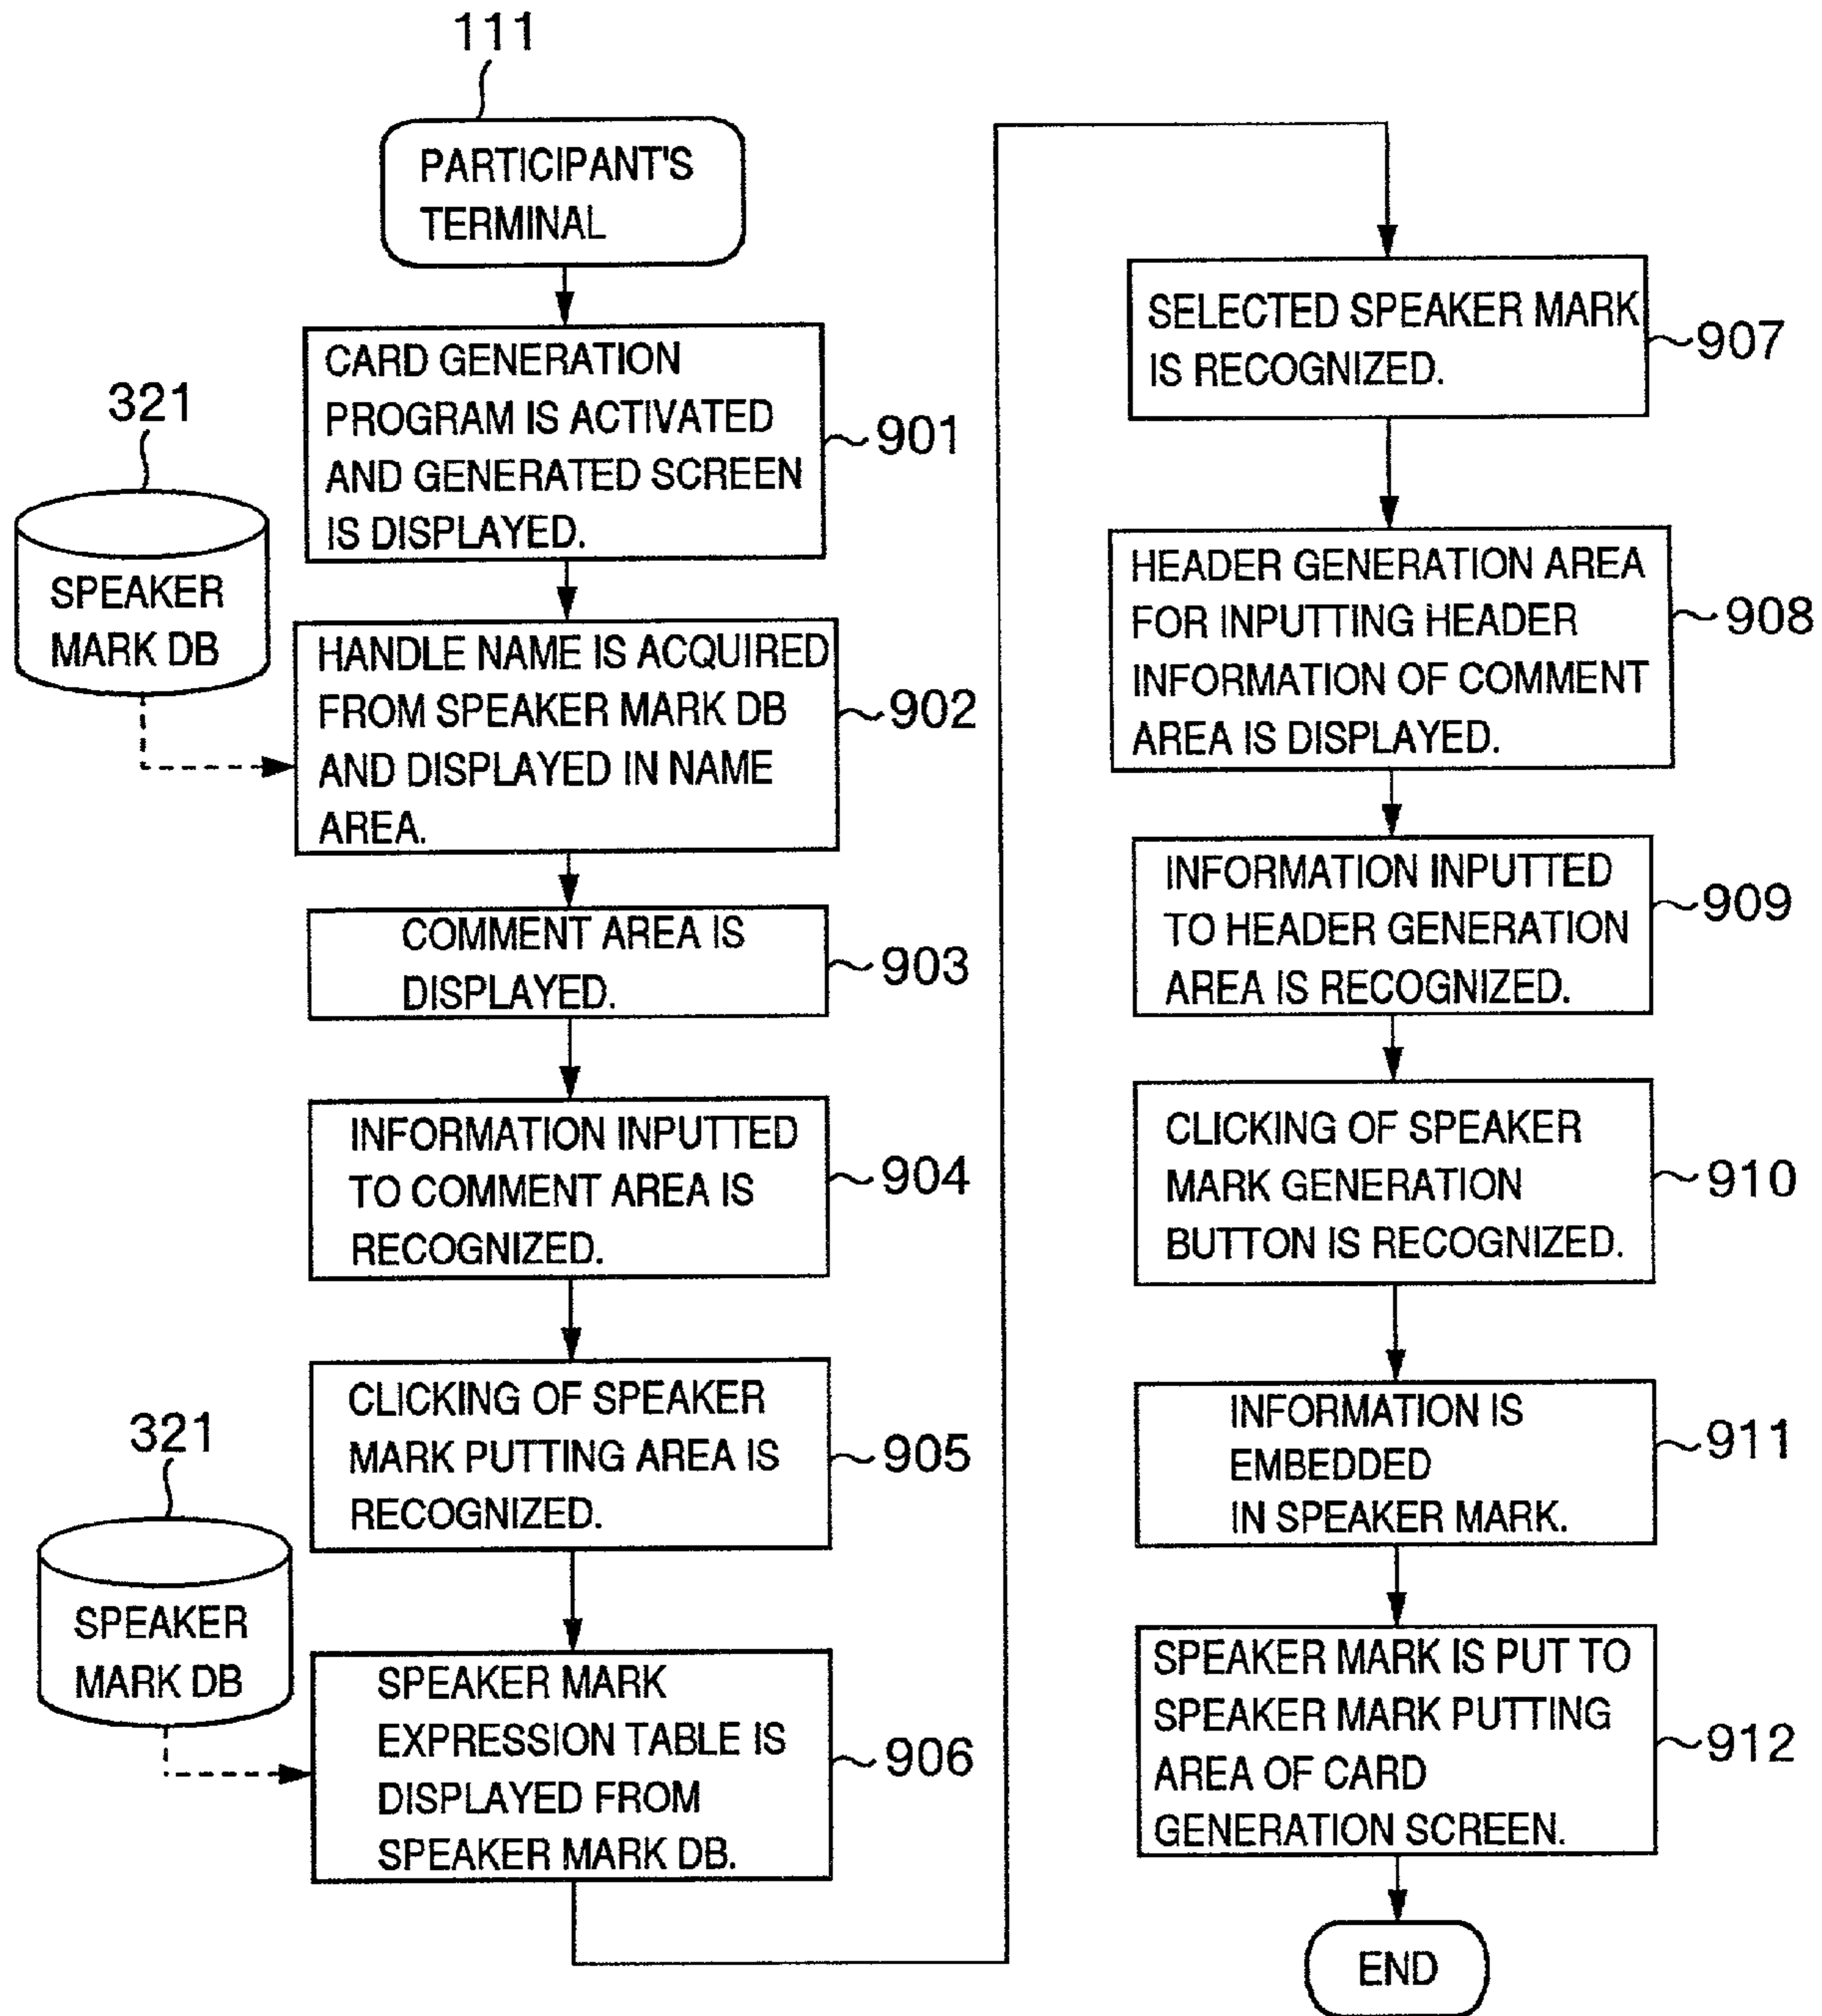 111
PARTICIPANT'S
TERMINAL
CARD GENERATION
PROGRAM IS ACTIVATED
AND GENERATED SCREEN
IS DISPLAYED.
901
321
SPEAKER
MARK DB
HANDLE NAME IS ACQUIRED
FROM SPEAKER MARK DB
AND DISPLAYED IN NAME
AREA.
902
COMMENT AREA IS
DISPLAYED.
903
INFORMATION INPUTTED
TO COMMENT AREA IS
RECOGNIZED.
904
CLICKING OF SPEAKER
MARK PUTTING AREA IS
RECOGNIZED.
905
321
SPEAKER
MARK DB
SPEAKER MARK
EXPRESSION TABLE IS
DISPLAYED FROM
SPEAKER MARK DB.
906
SELECTED SPEAKER MARK
IS RECOGNIZED.
907
HEADER GENERATION AREA
FOR INPUTTING HEADER
INFORMATION OF COMMENT
AREA IS DISPLAYED.
908
INFORMATION INPUTTED
TO HEADER GENERATION
AREA IS RECOGNIZED.
909
CLICKING OF SPEAKER
MARK GENERATION
BUTTON IS RECOGNIZED.
910
INFORMATION IS
EMBEDDED
IN SPEAKER MARK.
911
SPEAKER MARK IS PUT TO
SPEAKER MARK PUTTING
AREA OF CARD
GENERATION SCREEN.
912
END